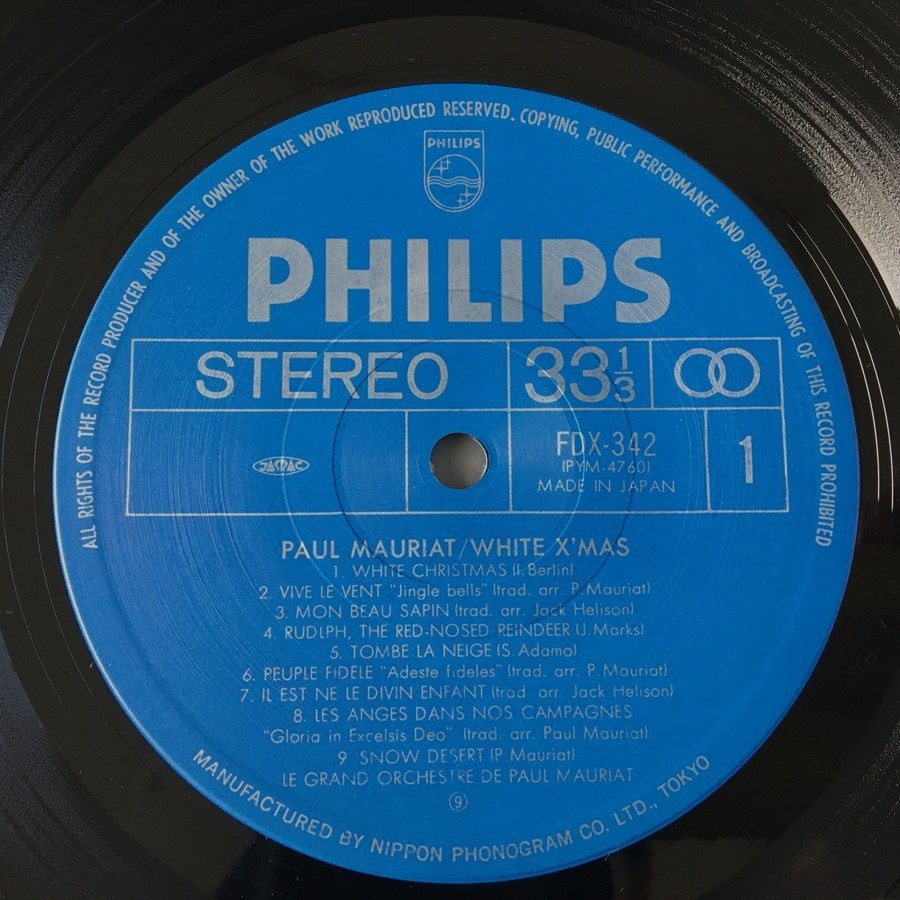 ALL RIGHTS OF THE RECORD PRODUCER AND OF THE OWNER OF THE WORK REPRODUCED RESERVED. COPYING, PUBLIC PERFORMANCE AND BROADCASTING OF THIS RECORD PROHIBITED
PHILIPS
PHILIPS
STEREO 33 1/3
JASRAC
FDX-342
(PYM-4760)
MADE IN JAPAN
1
PAUL MAURIAT/WHITE X'MAS
1. WHITE CHRISTMAS (I. Berlin)
2. VIVE LE VENT "Jingle bells" (trad. arr. P. Mauriat)
3. MON BEAU SAPIN (trad. arr. Jack Helison)
4. RUDLPH, THE RED-NOSED REINDEER (J. Marks)
5. TOMBE LA NEIGE (S. Adamo)
6. PEUPLE FIDELE "Adeste fideles" (trad. arr. P. Mauriat)
7. IL EST NE LE DIVIN ENFANT (trad. arr. Jack Helison)
8. LES ANGES DANS NOS CAMPAGNES
"Gloria in Excelsis Deo" (trad. arr. Paul Mauriat)
9 SNOW DESERT (P. Mauriat)
LE GRAND ORCHESTRE DE PAUL MAURIAT
⑨
MANUFACTURED BY NIPPON PHONOGRAM CO. LTD., TOKYO